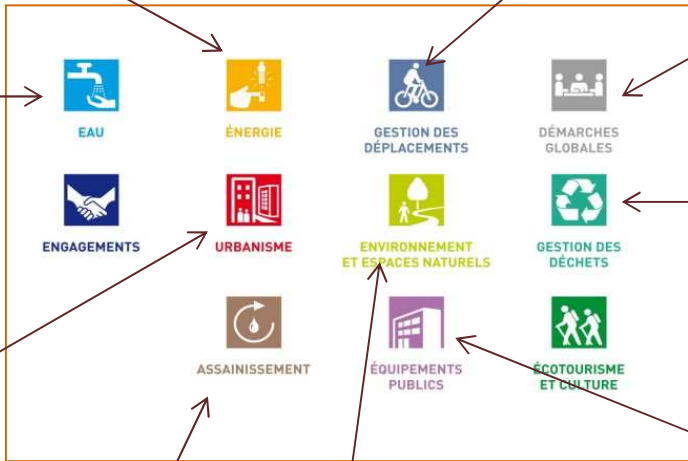 EAU
ÉNERGIE
GESTION DES
DÉPLACEMENTS
DÉMARCHES
GLOBALES
ENGAGEMENTS
URBANISME
ENVIRONNEMENT
ET ESPACES NATURELS
GESTION DES
DÉCHETS
ASSAINISSEMENT
ÉQUIPEMENTS
PUBLICS
ÉCOTOURISME
ET CULTURE